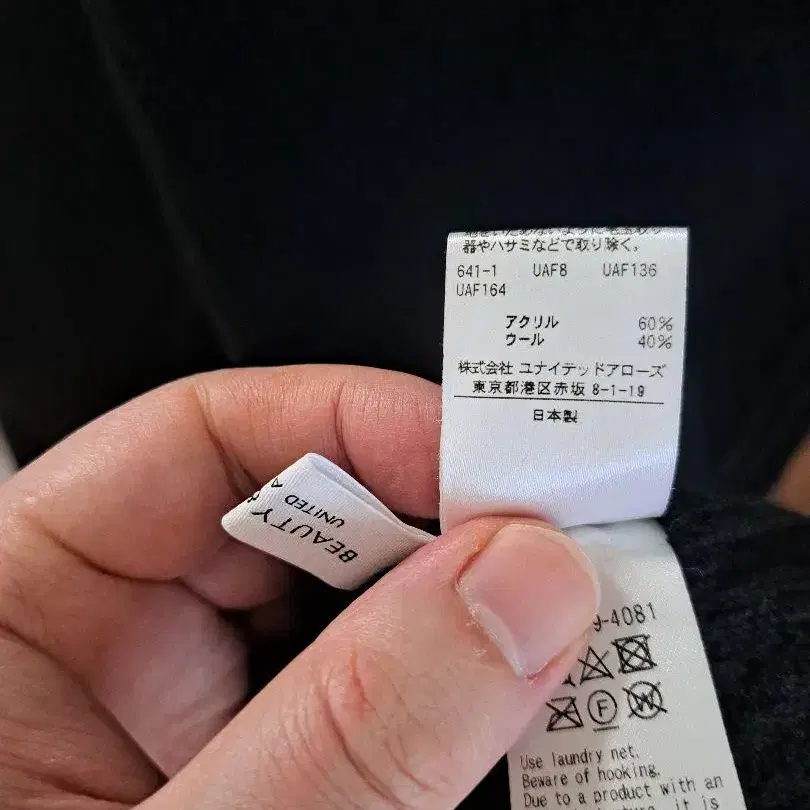 器やハサミなどで取り除く。
641-1 UAF8 UAF136
UAF164
アクリル 60%
ウール 40%
株式会社 ユナイテッドアローズ
東京都港区赤坂 8-1-19
日本製
BEAUTY &
UNITED A
9-4081
F
W
Use laundry net.
Beware of hooking.
Due to a product with an